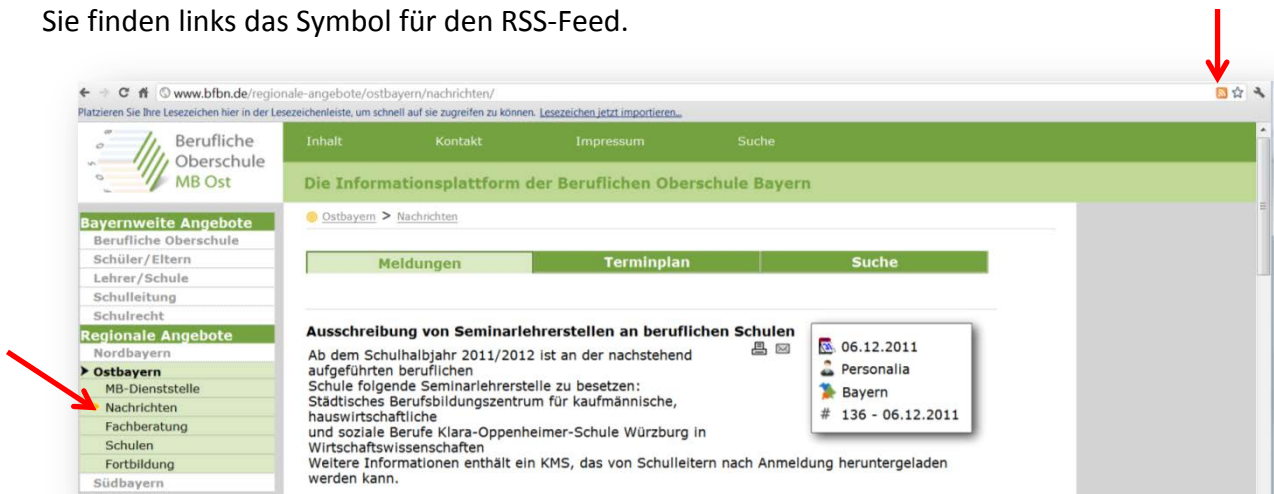 Sie finden links das Symbol für den RSS-Feed.
www.bfbn.de/regionale-angebote/ostbayern/nachrichten/
Platzieren Sie Ihre Lesezeichen hier in der Lesezeichenleiste, um schnell auf sie zugreifen zu können. Lesezeichen jetzt importieren...
Berufliche
Oberschule
MB Ost
Inhalt Kontakt Impressum Suche
Die Informationsplattform der Beruflichen Oberschule Bayern
Bayernweite Angebote
Berufliche Oberschule
Schüler/Eltern
Lehrer/Schule
Schulleitung
Schulrecht
Regionale Angebote
Nordbayern
Ostbayern
MB-Dienststelle
Nachrichten
Fachberatung
Schulen
Fortbildung
Südbayern
Ostbayern > Nachrichten
Meldungen Terminplan Suche
Ausschreibung von Seminarlehrerstellen an beruflichen Schulen
Ab dem Schulhalbjahr 2011/2012 ist an der nachstehend
aufgeführten beruflichen
Schule folgende Seminarlehrerstelle zu besetzen:
Städtisches Berufsbildungszentrum für kaufmännische,
hauswirtschaftliche
und soziale Berufe Klara-Oppenheimer-Schule Würzburg in
Wirtschaftswissenschaften
Weitere Informationen enthält ein KMS, das von Schulleitern nach Anmeldung heruntergeladen
werden kann.
06.12.2011
Personalia
Bayern
# 136 - 06.12.2011